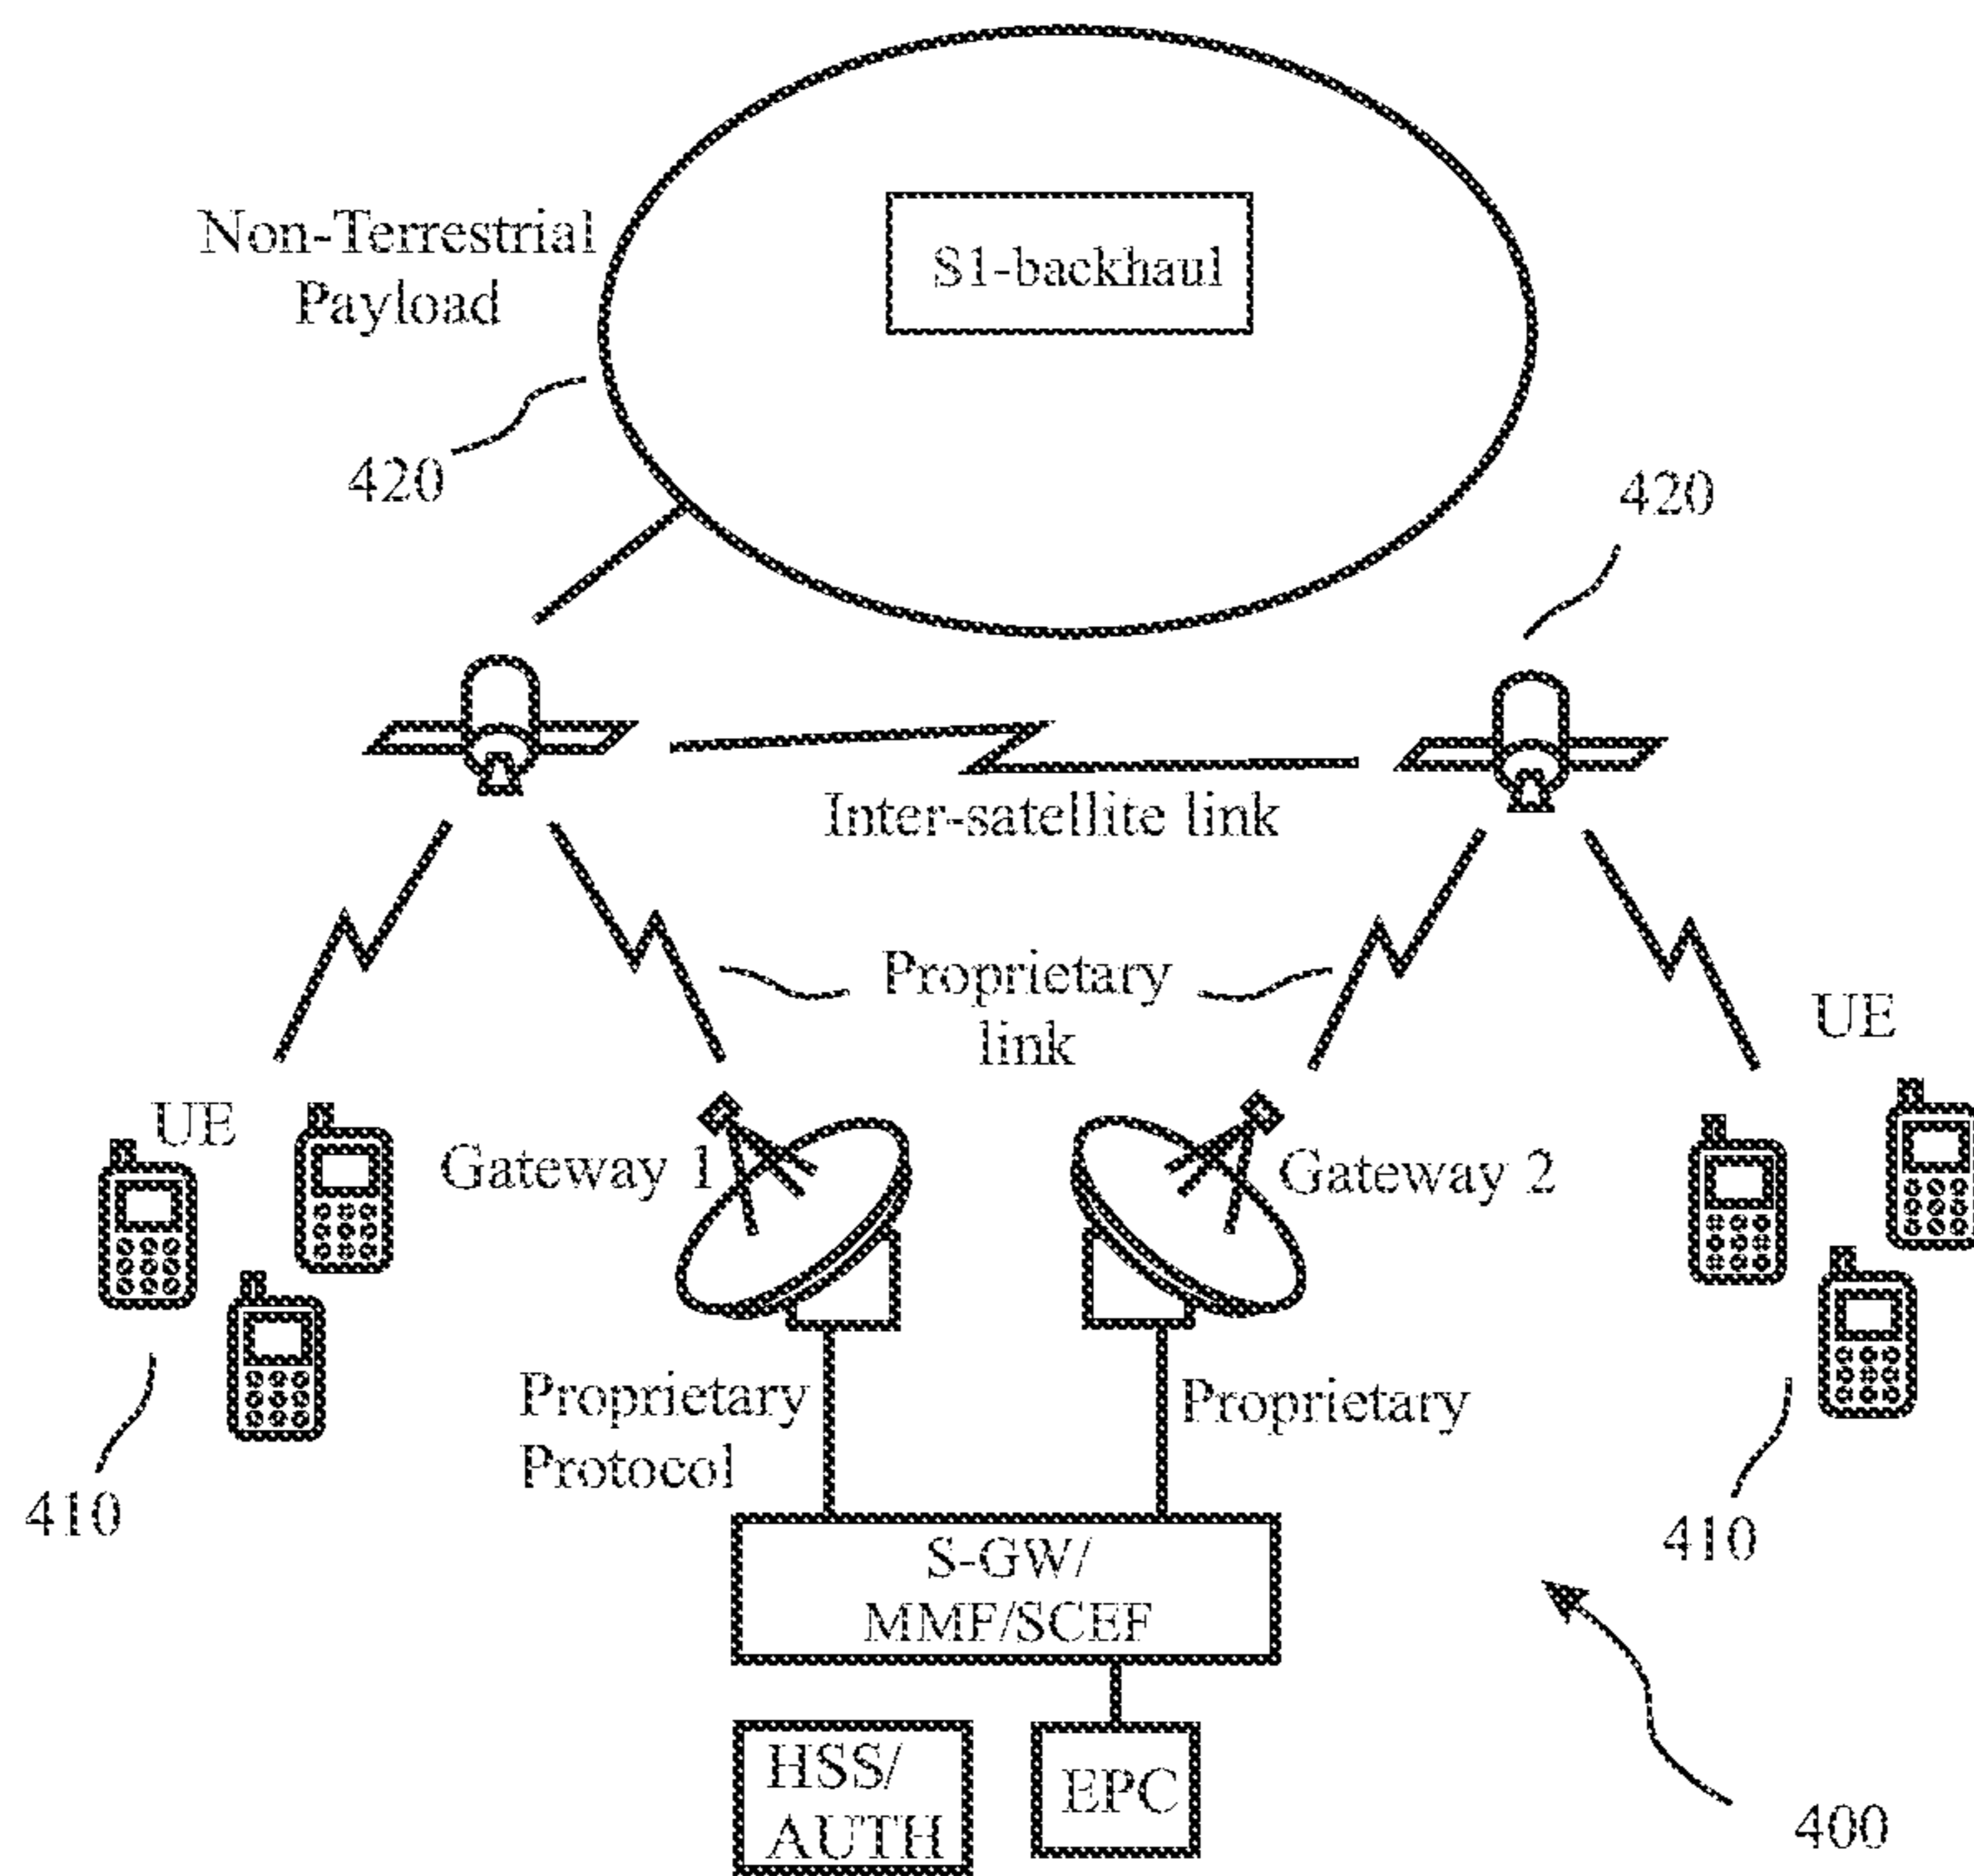 Non-Terrestrial
Payload
S1-backhaul
420
420
Inter-satellite link
Proprietary
link
UE
UE
Gateway 1
Gateway 2
Proprietary
Protocol
Proprietary
410
410
S-GW/
MMF/SCEF
HSS/
AUTH
EPC
400